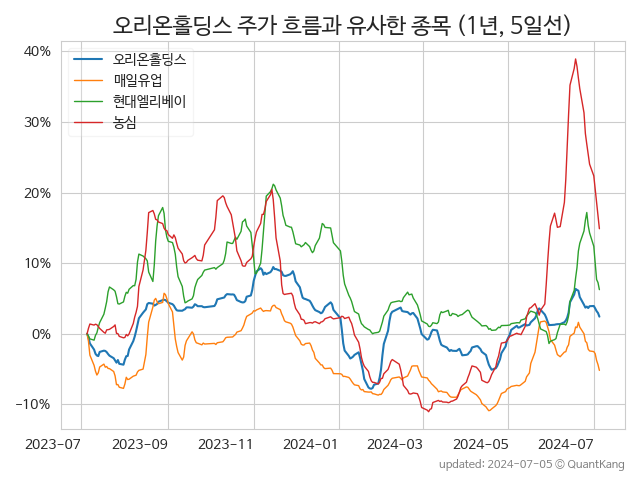 오리온홀딩스 주가 흐름과 유사한 종목 (1년, 5일선)
40%
30%
20%
10%
0%
−10%
오리온홀딩스
매일유업
현대엘리베이
농심
2023-07 2023-09 2023-11 2024-01 2024-03 2024-05 2024-07
updated: 2024-07-05 © QuantKang